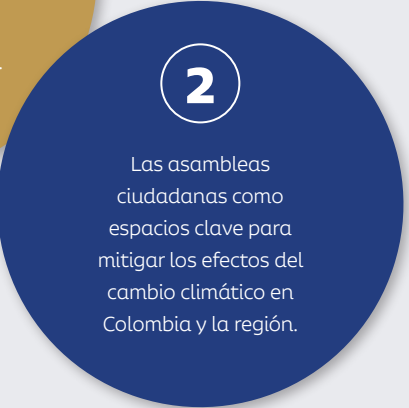 2
Las asambleas
ciudadanas como
espacios clave para
mitigar los efectos del
cambio climático en
Colombia y la región.